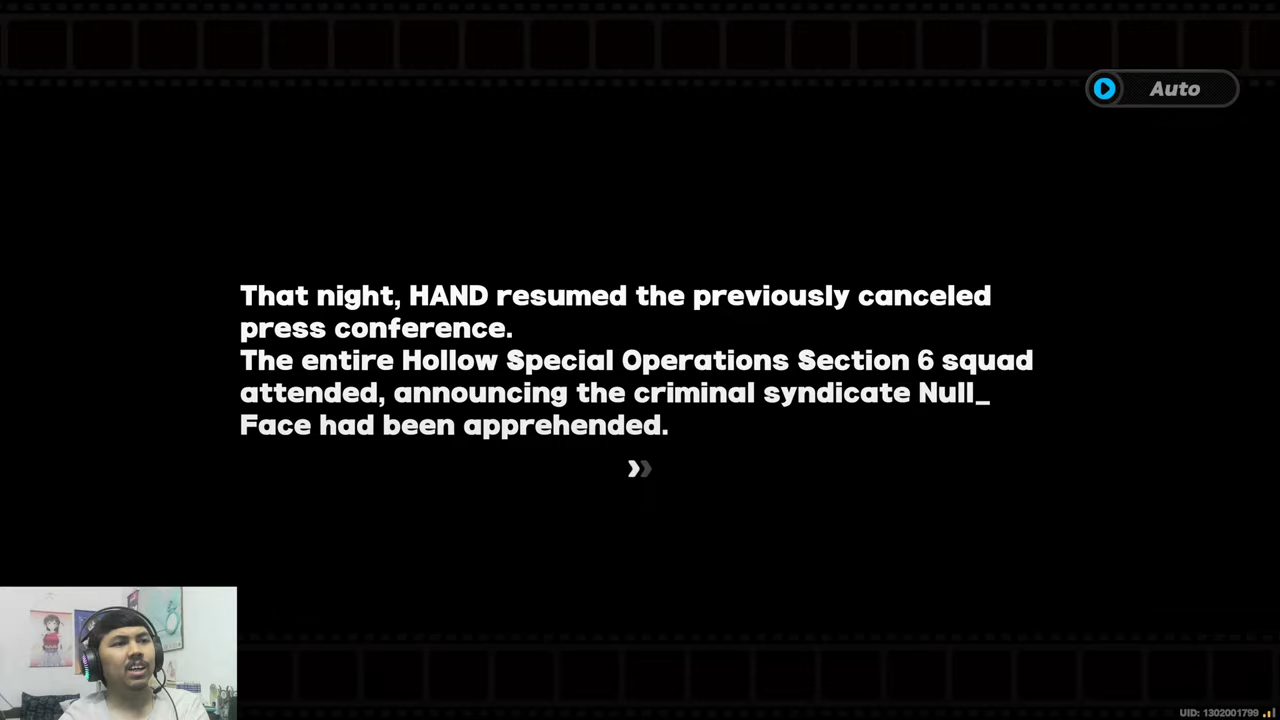 Auto
That night, HAND resumed the previously canceled
press conference.
The entire Hollow Special Operations Section 6 squad
attended, announcing the criminal syndicate Null_
Face had been apprehended.
UID: 1302001799